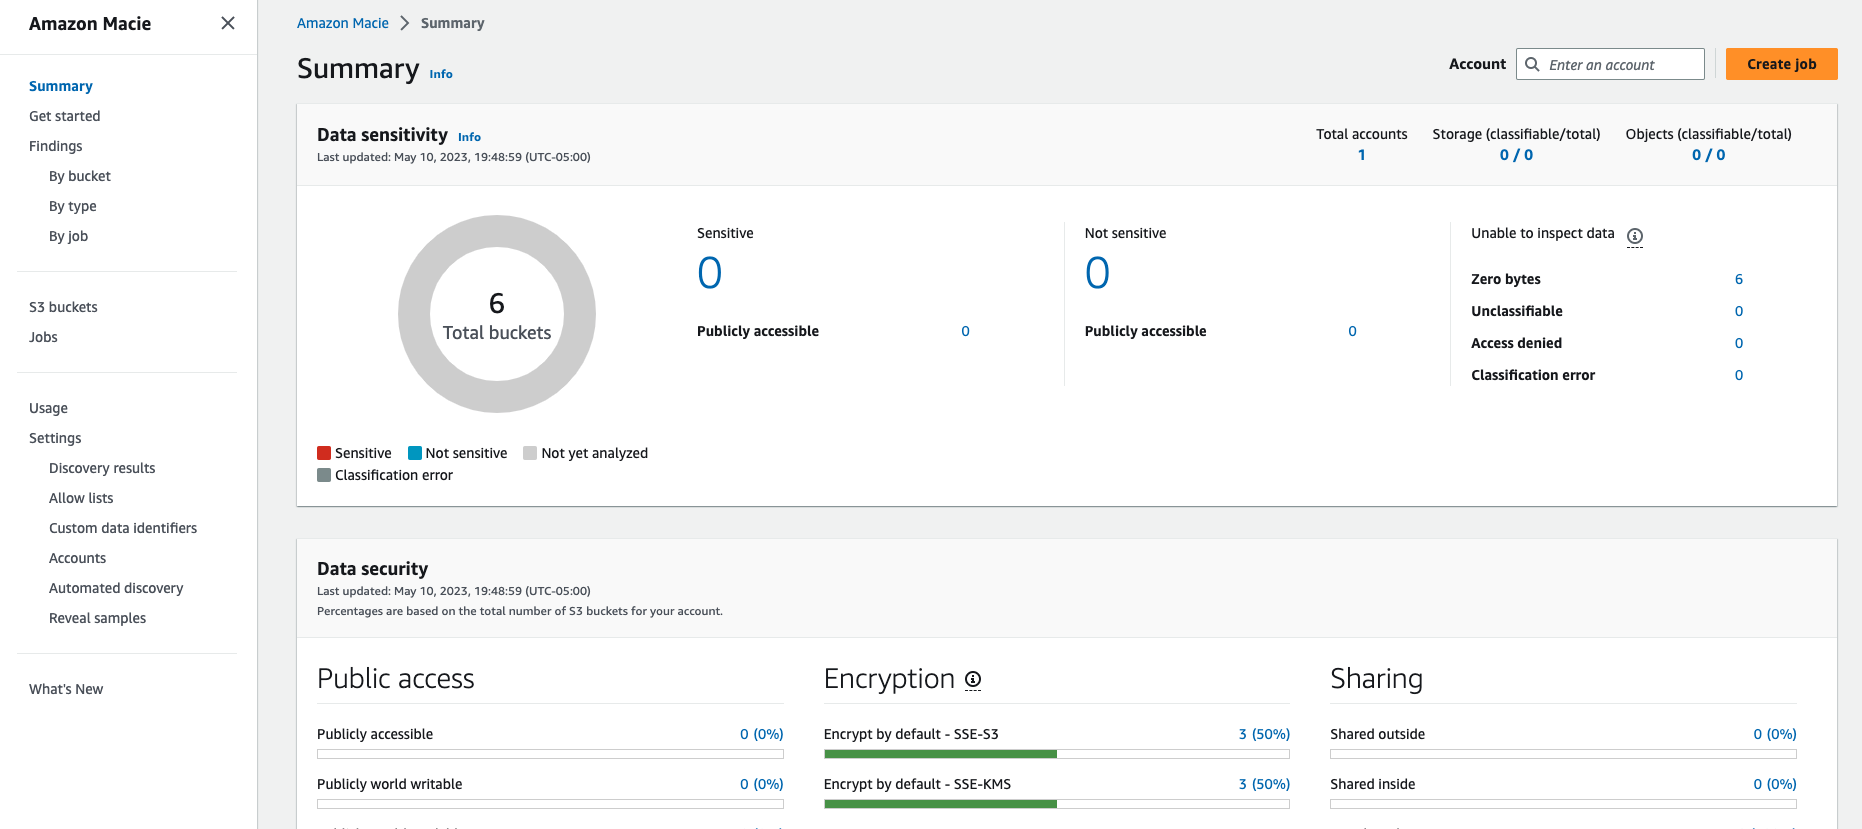 Amazon Macie
Summary
Get started
Findings
By bucket
By type
By job
S3 buckets
Jobs
Usage
Settings
Discovery results
Allow lists
Custom data identifiers
Accounts
Automated discovery
Reveal samples
What's New
Amazon Macie > Summary
Summary Info
Account Enter an account Create job
Data sensitivity Info
Last updated: May 10, 2023, 19:48:59 (UTC-05:00)
Total accounts
1
Storage (classifiable/total)
0 / 0
Objects (classifiable/total)
0 / 0
6
Total buckets
Sensitive Not sensitive Not yet analyzed
Classification error
Sensitive
0
Publicly accessible 0
Not sensitive
0
Publicly accessible 0
Unable to inspect data
Zero bytes 6
Unclassifiable 0
Access denied 0
Classification error 0
Data security
Last updated: May 10, 2023, 19:48:59 (UTC-05:00)
Percentages are based on the total number of S3 buckets for your account.
Public access
Publicly accessible 0 (0%)
Publicly world writable 0 (0%)
Encryption
Encrypt by default - SSE-S3 3 (50%)
Encrypt by default - SSE-KMS 3 (50%)
Sharing
Shared outside 0 (0%)
Shared inside 0 (0%)